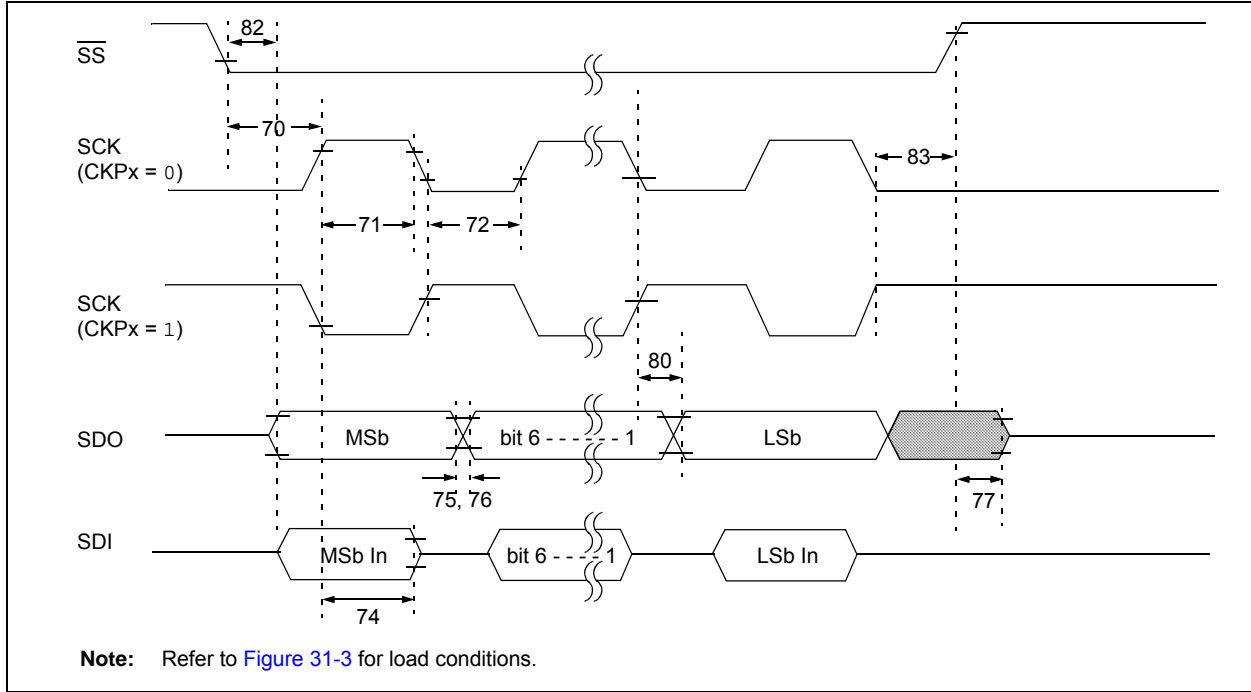 82
SS
70
SCK
(CKPx = 0)
83
71
72
SCK
(CKPx = 1)
80
SDO
MSb
bit 6 - - - - - - 1
LSb
75, 76
77
SDI
MSb In
bit 6 - - - - 1
LSb In
74
Note: Refer to Figure 31-3 for load conditions.